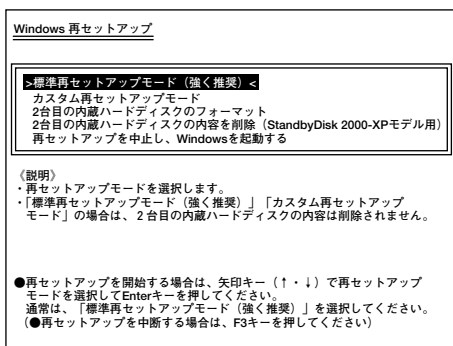 Windows 再セットアップ
>標準再セットアップモード（強く推奨）<
カスタム再セットアップモード
2台目の内蔵ハードディスクのフォーマット
2台目の内蔵ハードディスクの内容を削除（StandbyDisk 2000-XPモデル用）
再セットアップを中止し、Windowsを起動する
《説明》
・再セットアップモードを選択します。
・「標準再セットアップモード（強く推奨）」「カスタム再セットアップ
モード」の場合は、2台目の内蔵ハードディスクの内容は削除されません。
●再セットアップを開始する場合は、矢印キー（↑・↓）で再セットアップ
モードを選択してEnterキーを押してください。
通常は、「標準再セットアップモード（強く推奨）」を選択してください。
（●再セットアップを中断する場合は、F3キーを押してください）